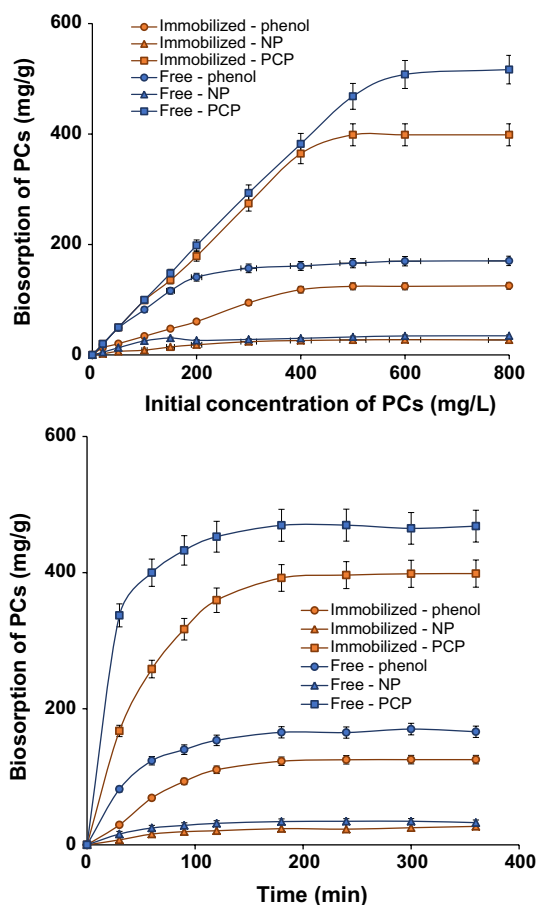 Immobilized - phenol
Immobilized - NP
Immobilized - PCP
Free - phenol
Free - NP
Free - PCP
Biosorption of PCs (mg/g)
600
400
200
0
0 200 400 600 800
Initial concentration of PCs (mg/L)
Biosorption of PCs (mg/g)
600
400
200
0
Immobilized - phenol
Immobilized - NP
Immobilized - PCP
Free - phenol
Free - NP
Free - PCP
0 100 200 300 400
Time (min)